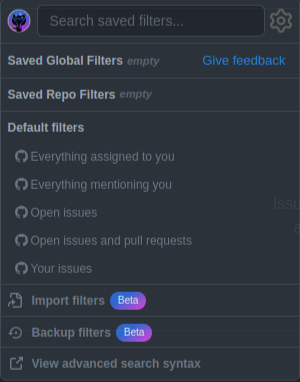 Search saved filters...
Saved Global Filters empty Give feedback
Saved Repo Filters empty
Default filters
Everything assigned to you
Everything mentioning you
Open issues
Open issues and pull requests
Your issues
Issu
Import filters Beta
Backup filters Beta
View advanced search syntax